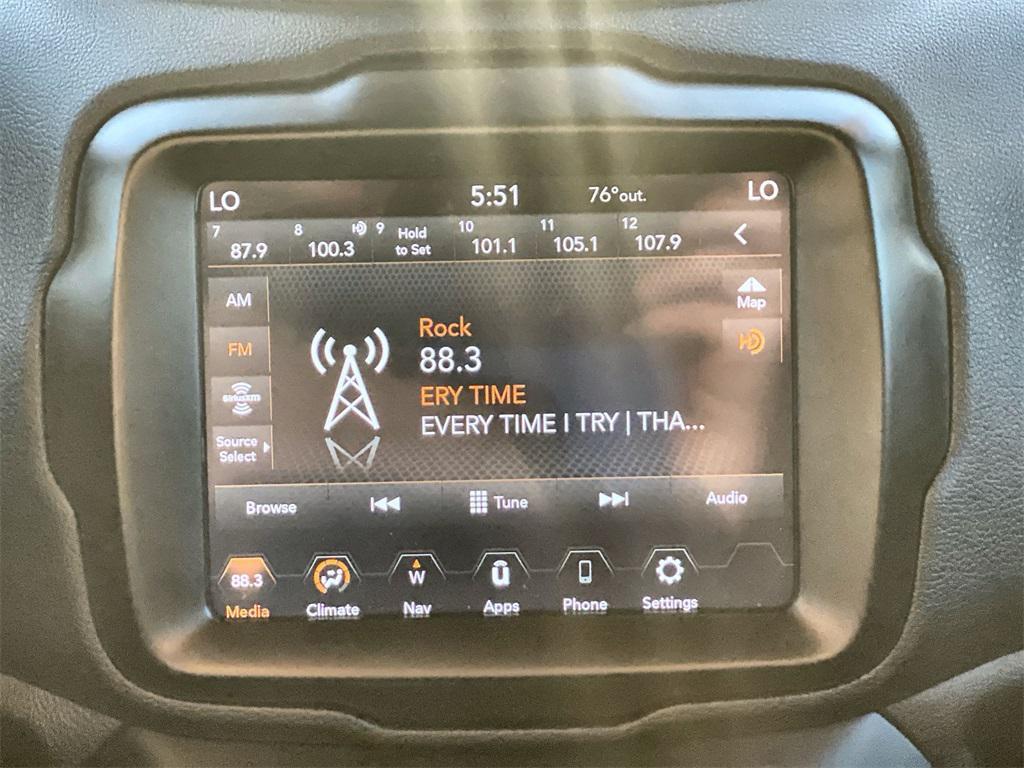 LO 5:51 76°out. LO
7 87.9 8 100.3 9 Hold to Set 10 101.1 11 105.1 12 107.9
AM
Map
FM
HD
siriusxm
Source
Select
Rock
88.3
ERY TIME
EVERY TIME I TRY | THA...
Browse Tune Audio
88.3 W u
Media Climate Nav Apps Phone Settings